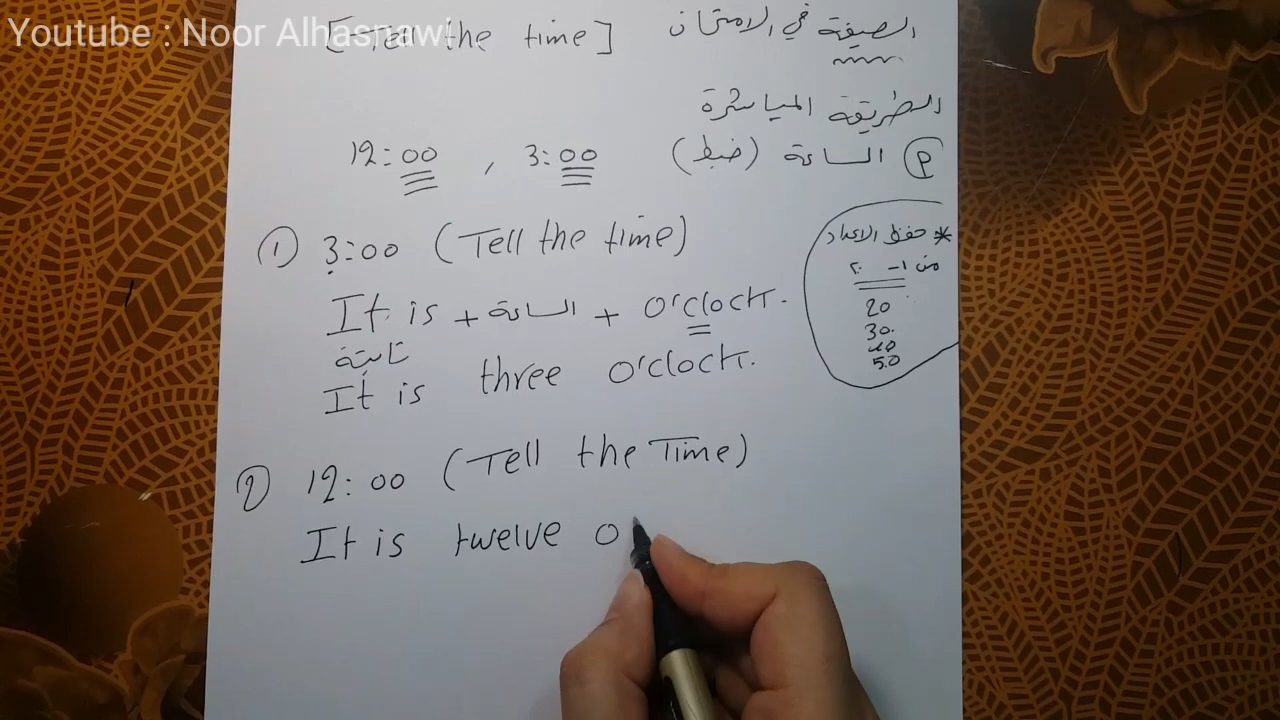 Youtube : Noor Alhasnawi
[Tell the time] الصيغة في الامتحان
الطريقة المباشرة
12:00 , 3:00 (ضبط) الساعة P
① 3:00 (Tell the time)
It is + الساعة + O'clock.
ثابتة
It is three O'clock.
② 12:00 (Tell the Time)
It is twelve O
* حفظ الاعداد
من ١ - ٢٠
20
30
40
50